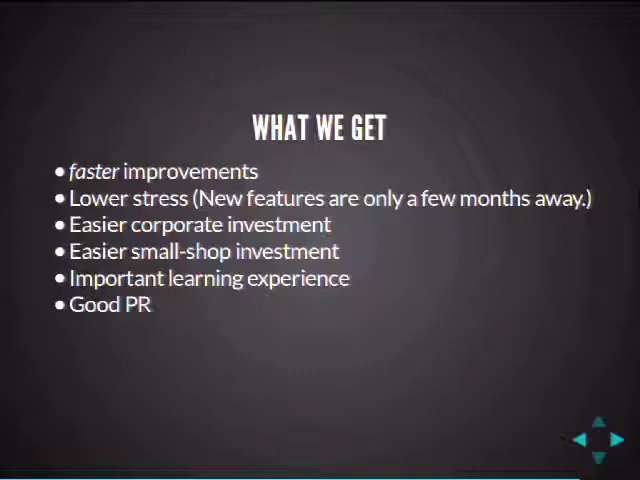 WHAT WE GET
• faster improvements
• Lower stress (New features are only a few months away.)
• Easier corporate investment
• Easier small-shop investment
• Important learning experience
• Good PR